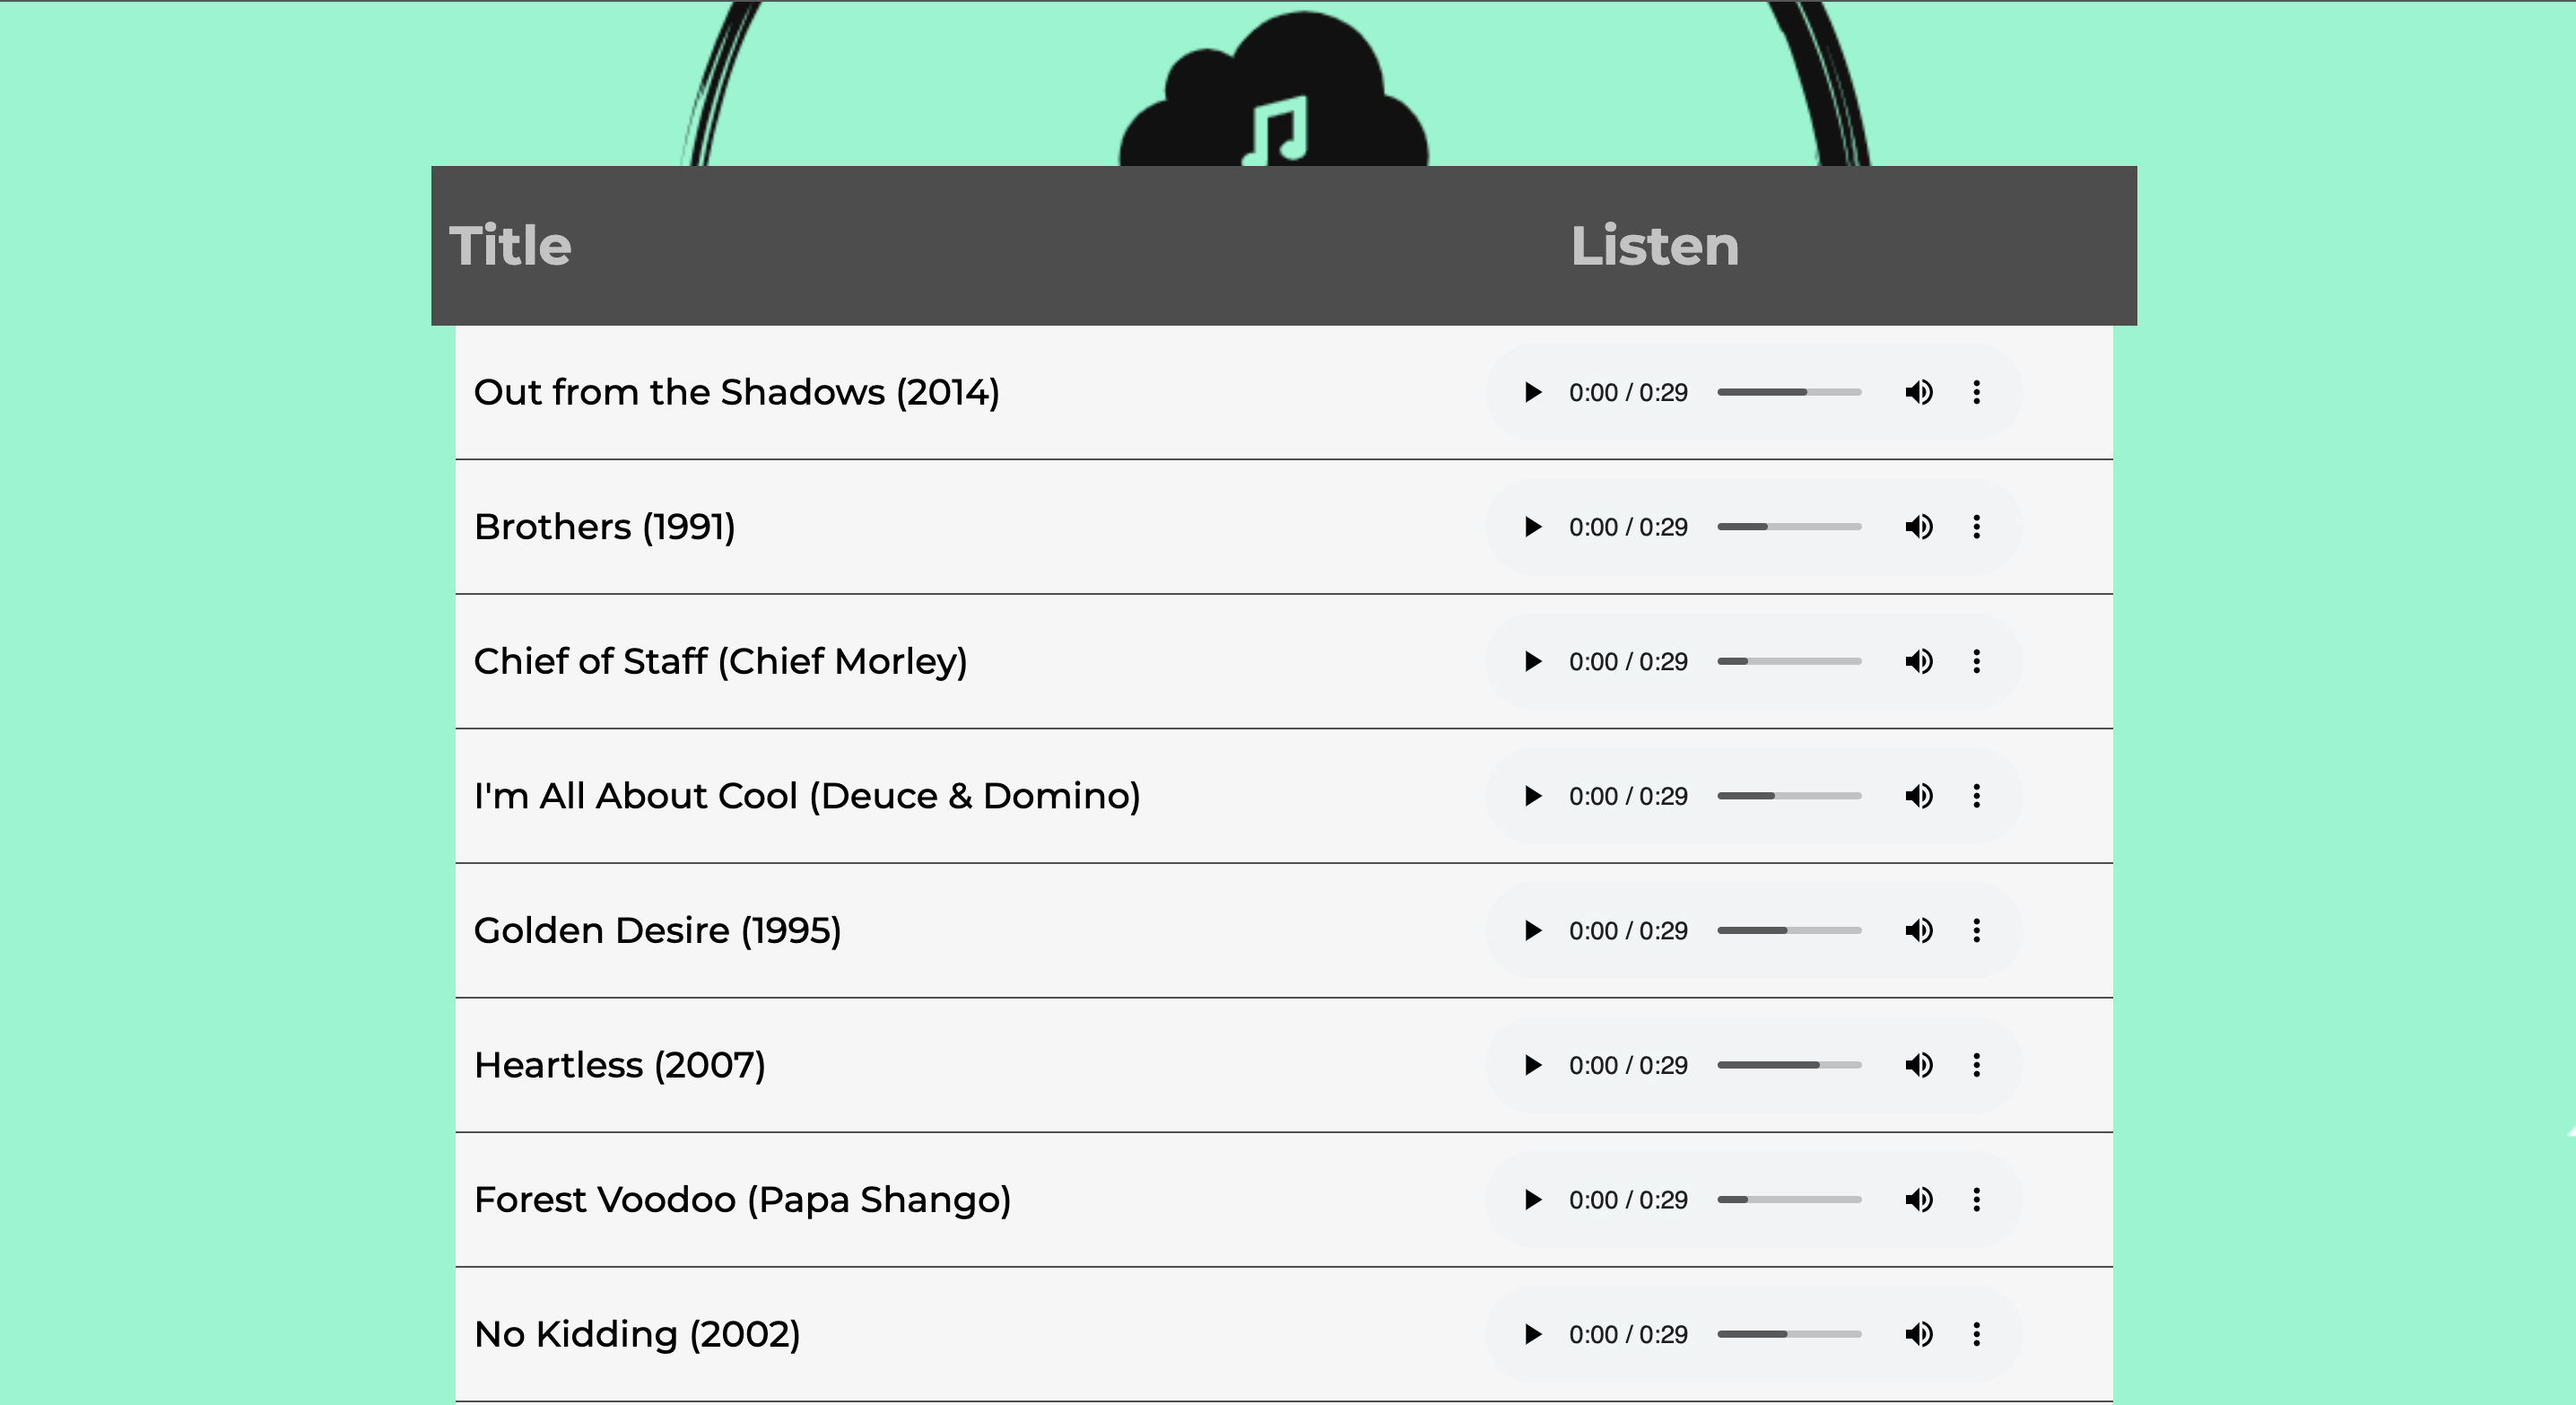 Title Listen
Out from the Shadows (2014) 0:00 / 0:29
Brothers (1991) 0:00 / 0:29
Chief of Staff (Chief Morley) 0:00 / 0:29
I'm All About Cool (Deuce & Domino) 0:00 / 0:29
Golden Desire (1995) 0:00 / 0:29
Heartless (2007) 0:00 / 0:29
Forest Voodoo (Papa Shango) 0:00 / 0:29
No Kidding (2002) 0:00 / 0:29